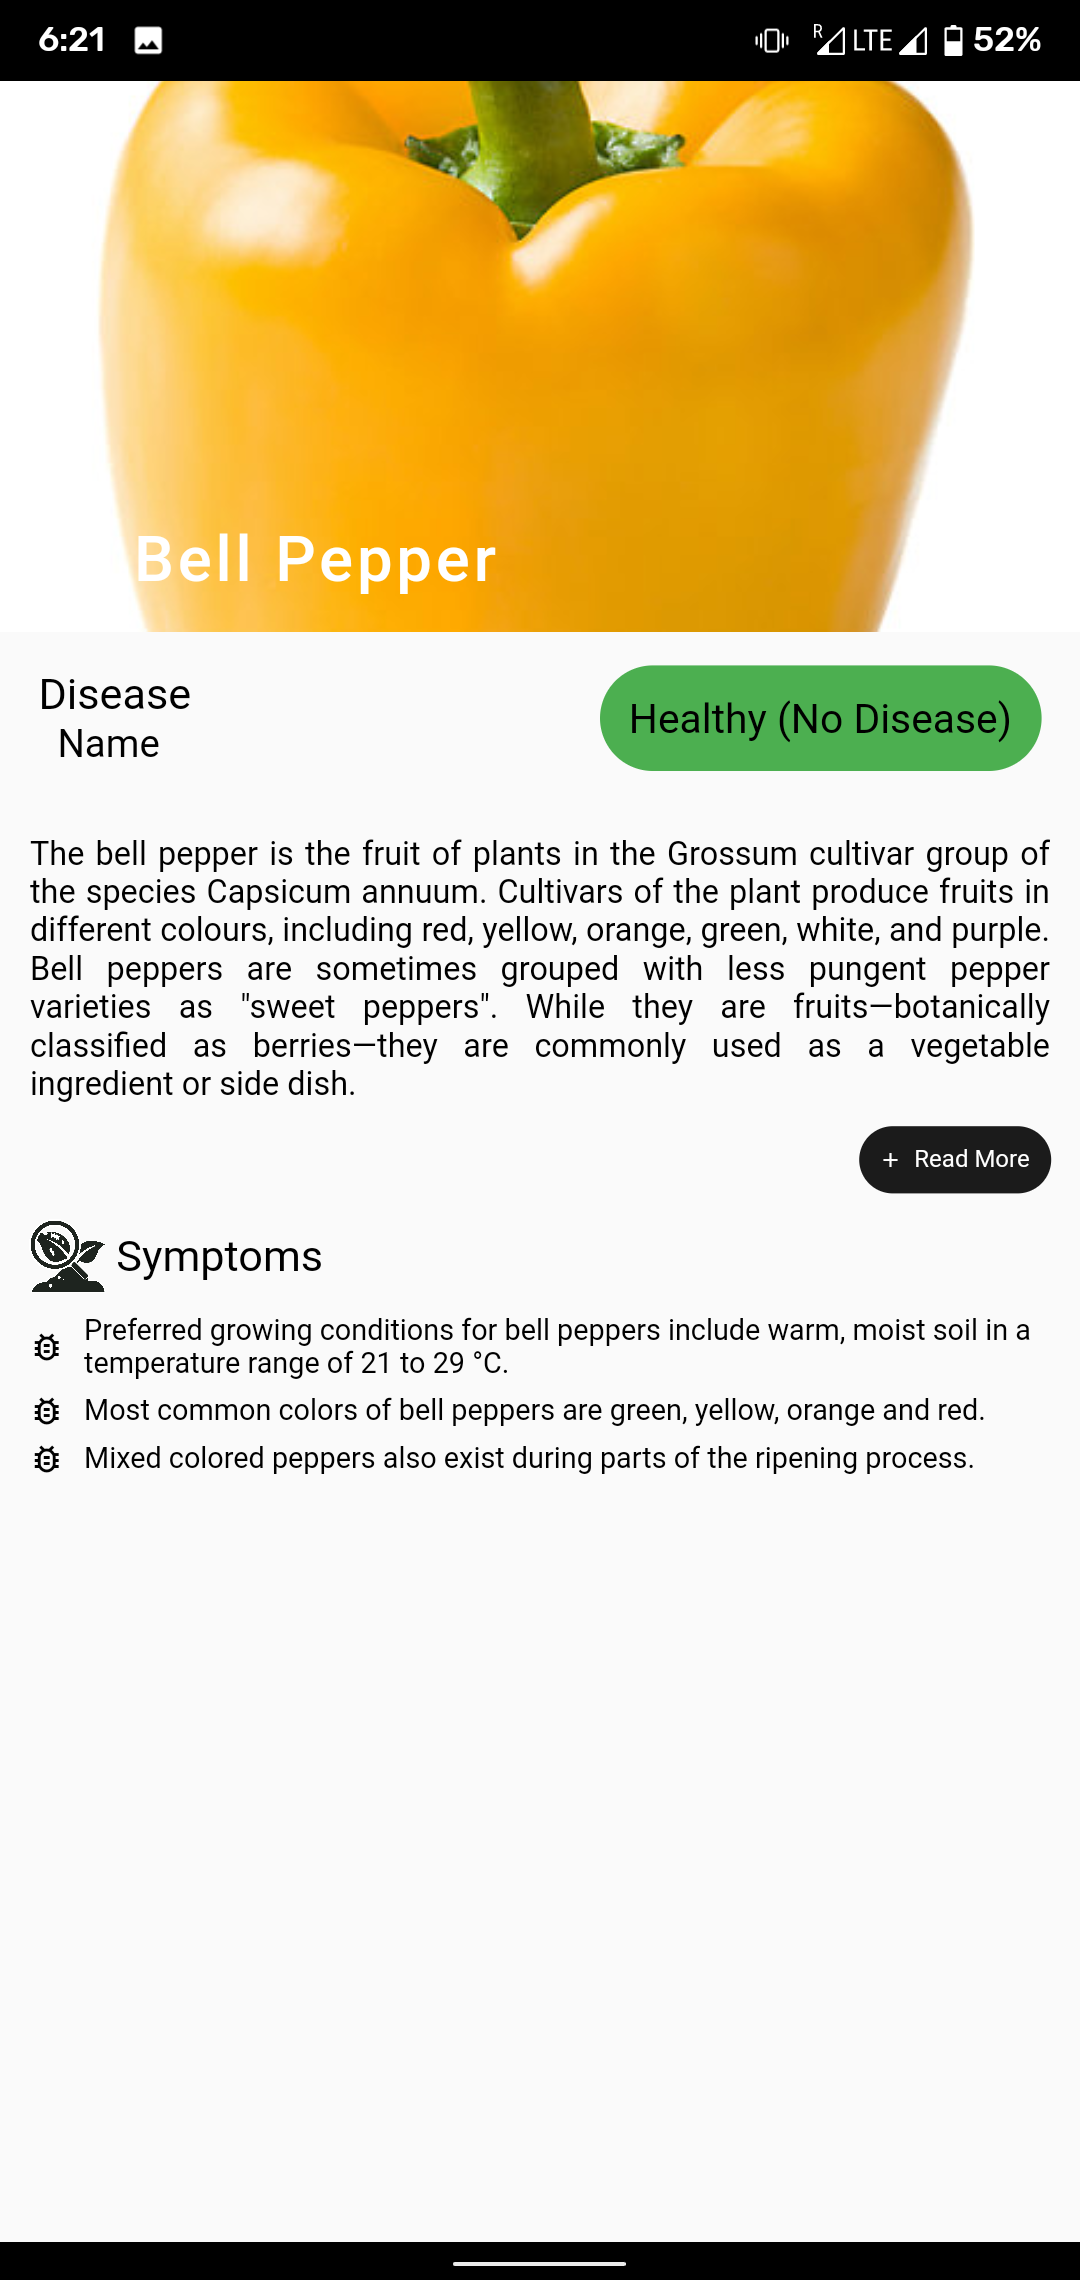 6:21
R LTE 52%
Bell Pepper
Disease
Name
Healthy (No Disease)
The bell pepper is the fruit of plants in the Grossum cultivar group of
the species Capsicum annuum. Cultivars of the plant produce fruits in
different colours, including red, yellow, orange, green, white, and purple.
Bell peppers are sometimes grouped with less pungent pepper
varieties as "sweet peppers". While they are fruits—botanically
classified as berries—they are commonly used as a vegetable
ingredient or side dish.
+ Read More
Symptoms
Preferred growing conditions for bell peppers include warm, moist soil in a
temperature range of 21 to 29 °C.
Most common colors of bell peppers are green, yellow, orange and red.
Mixed colored peppers also exist during parts of the ripening process.